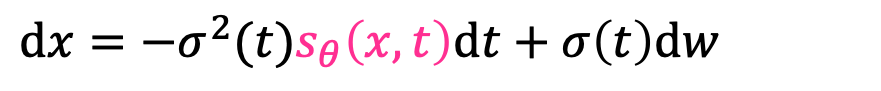 dx = −σ²(t)s_θ(x, t)dt + σ(t)dw